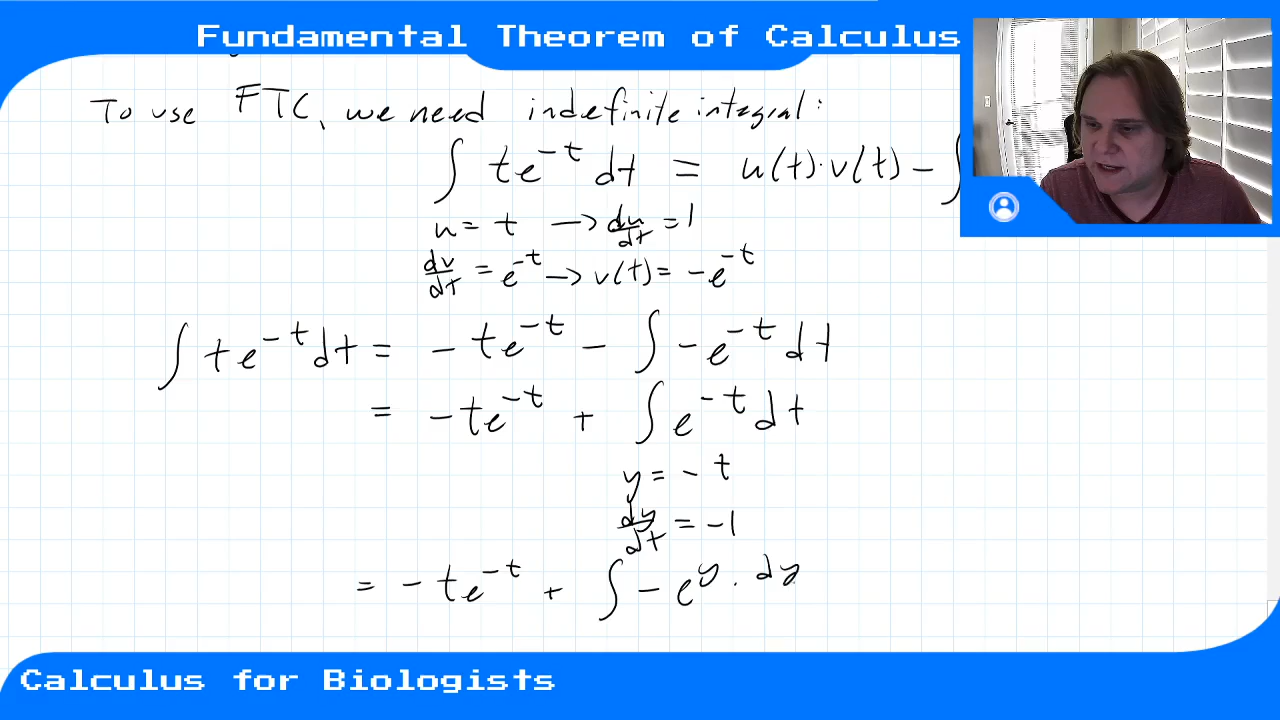 Fundamental Theorem of Calculus
To use FTC, we need indefinite integral:
∫ te^{-t} dt = u(t)·v(t) - ∫
u = t → du/dt = 1
dv/dt = e^{-t} → v(t) = -e^{-t}
∫ te^{-t} dt = -te^{-t} - ∫ -e^{-t} dt
= -te^{-t} + ∫ e^{-t} dt
y = -t
dy/dt = -1
= -te^{-t} + ∫ -e^{y} · dy
Calculus for Biologists